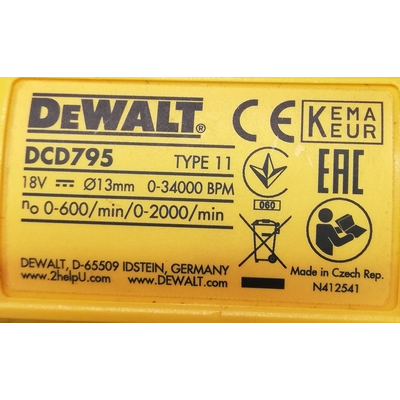 DEWALT®
CE
KEMA
KEUR
DCD795 TYPE 11
18V ⎓ Ø13mm 0-34000 BPM
n₀ 0-600/min/0-2000/min
060
EAC
DEWALT, D-65509 IDSTEIN, GERMANY
www.2helpU.com
www.DEWALT.com
Made in Czech Rep.
N412541